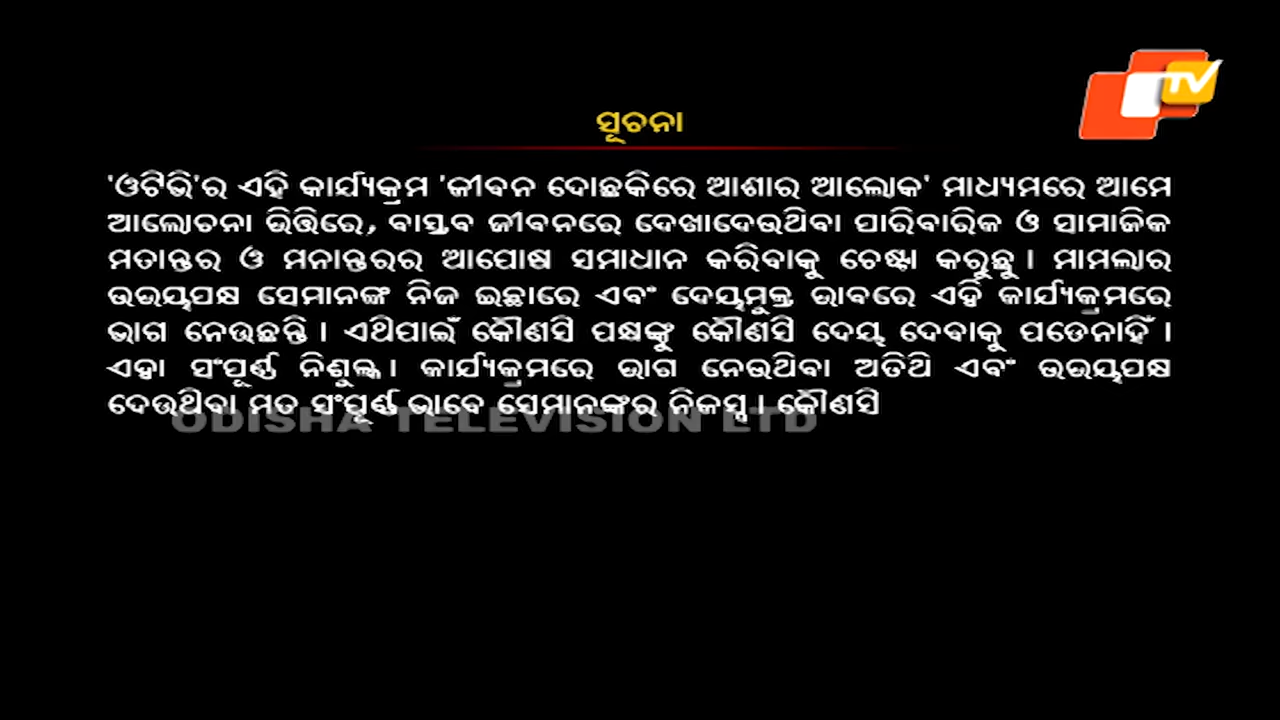 TV
ସୂଚନା
'ଓଟିଭି'ର ଏହି କାର୍ଯ୍ୟକ୍ରମ 'ଜୀବନ ଦୋଛକିରେ ଆଶାର ଆଲୋକ' ମାଧ୍ୟମରେ ଆମେ
ଆଲୋଚନା ଭିତ୍ତିରେ, ବାସ୍ତବ ଜୀବନରେ ଦେଖାଦେଉଥିବା ପାରିବାରିକ ଓ ସାମାଜିକ
ମତାନ୍ତର ଓ ମନାନ୍ତରର ଆପୋଷ ସମାଧାନ କରିବାକୁ ଚେଷ୍ଟା କରୁଛୁ । ମାମଲାର
ଉଭୟପକ୍ଷ ସେମାନଙ୍କ ନିଜ ଇଛାରେ ଏବଂ ଦେୟମୁକ୍ତ ଭାବରେ ଏହି କାର୍ଯ୍ୟକ୍ରମରେ
ଭାଗ ନେଉଛନ୍ତି । ଏଥିପାଇଁ କୌଣସି ପକ୍ଷଙ୍କୁ କୌଣସି ଦେୟ ଦେବାକୁ ପଡେନାହିଁ ।
ଏହା ସଂପୂର୍ଣ୍ଣ ନିଶୁଳ୍କ । କାର୍ଯ୍ୟକ୍ରମରେ ଭାଗ ନେଉଥିବା ଅତିଥି ଏବଂ ଉଭୟପକ୍ଷ
ଦେଉଥିବା ମତ ସଂପୂର୍ଣ୍ଣ ଭାବେ ସେମାନଙ୍କର ନିଜସ୍ୱ । କୌଣସି
ODISHA TELEVISION LTD